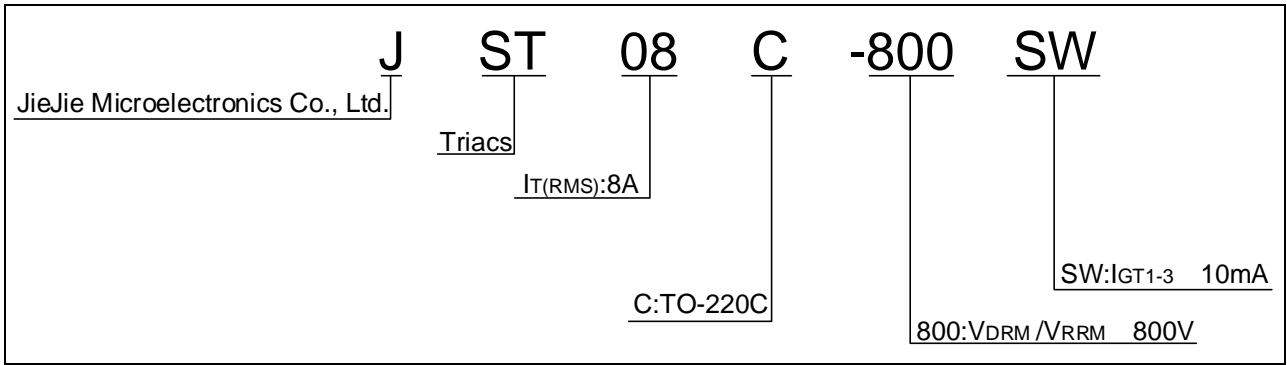 J ST 08 C -800 SW
JieJie Microelectronics Co., Ltd.
Triacs
IT(RMS):8A
SW:IGT1-3 10mA
C:TO-220C
800:VDRM /VRRM 800V